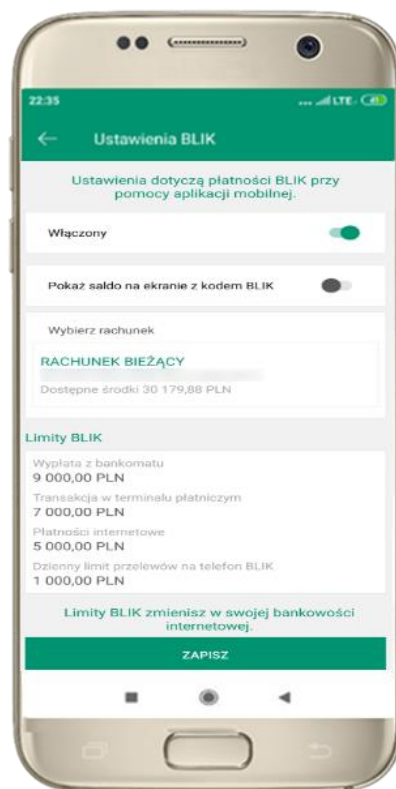 22:35
... LTE
Ustawienia BLIK
Ustawienia dotyczą płatności BLIK przy
pomocy aplikacji mobilnej.
Włączony
Pokaż saldo na ekranie z kodem BLIK
Wybierz rachunek
RACHUNEK BIEŻĄCY
Dostępne środki 30 179,88 PLN
Limity BLIK
Wypłata z bankomatu
9 000,00 PLN
Transakcja w terminalu płatniczym
7 000,00 PLN
Płatności internetowe
5 000,00 PLN
Dzienny limit przelewów na telefon BLIK
1 000,00 PLN
Limity BLIK zmienisz w swojej bankowości
internetowej.
ZAPISZ